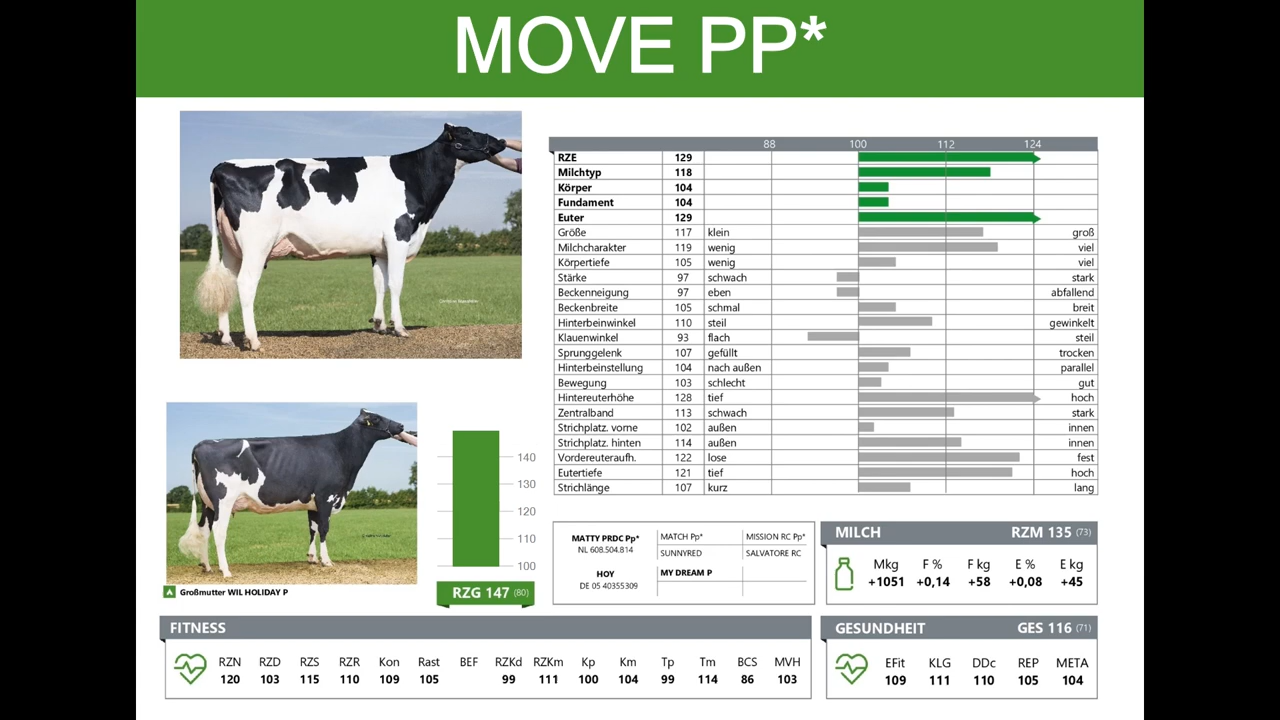 MOVE PP*
88 100 112 124
RZE 129
Milchtyp 118
Körper 104
Fundament 104
Euter 129
Größe 117 klein groß
Milchcharakter 119 wenig viel
Körpertiefe 105 wenig viel
Stärke 97 schwach stark
Beckenneigung 97 eben abfallend
Beckenbreite 105 schmal breit
Hinterbeinwinkel 110 steil gewinkelt
Klauenwinkel 93 flach steil
Sprunggelenk 107 gefüllt trocken
Hinterbeinstellung 104 nach außen parallel
Bewegung 103 schlecht gut
Hintereuterhöhe 128 tief hoch
Zentralband 113 schwach stark
Strichplatz. vorne 102 außen innen
Strichplatz. hinten 114 außen innen
Vordereuteraufh. 122 lose fest
Eutertiefe 121 tief hoch
Strichlänge 107 kurz lang
140
130
120
110
100
RZG 147 (80)
Großmutter WIL HOLIDAY P
MATTY PRDC Pp* MATCH Pp* MISSION RC Pp*
NL 608.504.814 SUNNYRED SALVATORE RC
HOY MY DREAM P
DE 05 40355309
MILCH RZM 135 (73)
Mkg F % F kg E % E kg
+1051 +0,14 +58 +0,08 +45
FITNESS
RZN RZD RZS RZR Kon Rast BEF RZKd RZKm Kp Km Tp Tm BCS MVH
120 103 115 110 109 105 99 111 100 104 99 114 86 103
GESUNDHEIT GES 116 (71)
EFit KLG DDc REP META
109 111 110 105 104